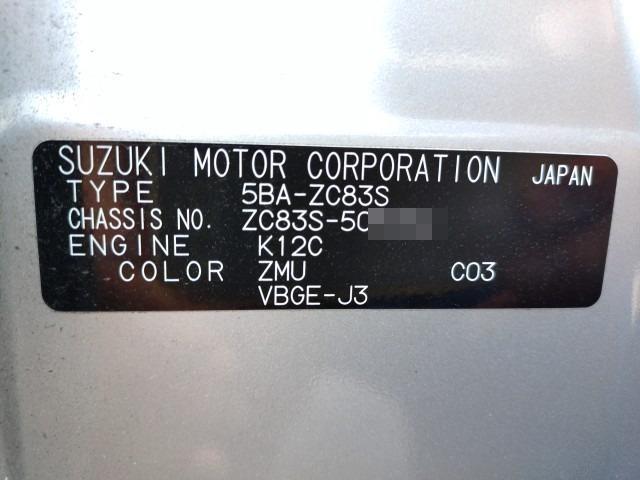 SUZUKI MOTOR CORPORATION JAPAN
TYPE 5BA-ZC83S
CHASSIS NO. ZC83S-50
ENGINE K12C
COLOR ZMU C03
VBGE-J3